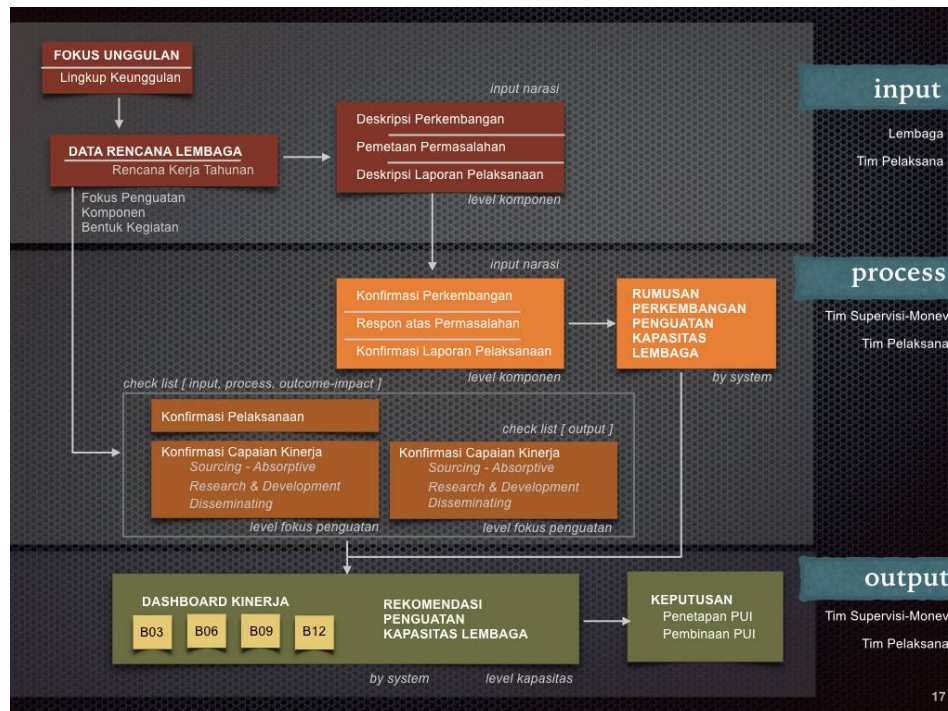 FOKUS UNGGULAN
Lingkup Keunggulan
input
Lembaga
Tim Pelaksana
input narasi
DATA RENCANA LEMBAGA
Rencana Kerja Tahunan
Deskripsi Perkembangan
Pemetaan Permasalahan
Deskripsi Laporan Pelaksanaan
level komponen
Fokus Penguatan
Komponen
Bentuk Kegiatan
process
Tim Supervisi-Monev
Tim Pelaksana
input narasi
Konfirmasi Perkembangan
Respon atas Permasalahan
Konfirmasi Laporan Pelaksanaan
level komponen
RUMUSAN
PERKEMBANGAN
PENGUATAN
KAPASITAS
LEMBAGA
by system
check list [ input, process, outcome-impact ]
Konfirmasi Pelaksanaan
Konfirmasi Capaian Kinerja
Sourcing - Absorptive
Research & Development
Disseminating
level fokus penguatan
check list [ output ]
Konfirmasi Capaian Kinerja
Sourcing - Absorptive
Research & Development
Disseminating
level fokus penguatan
output
Tim Supervisi-Monev
Tim Pelaksana
DASHBOARD KINERJA
B03 B06 B09 B12
REKOMENDASI
PENGUATAN
KAPASITAS LEMBAGA
by system
level kapasitas
KEPUTUSAN
Penetapan PUI
Pembinaan PUI
17